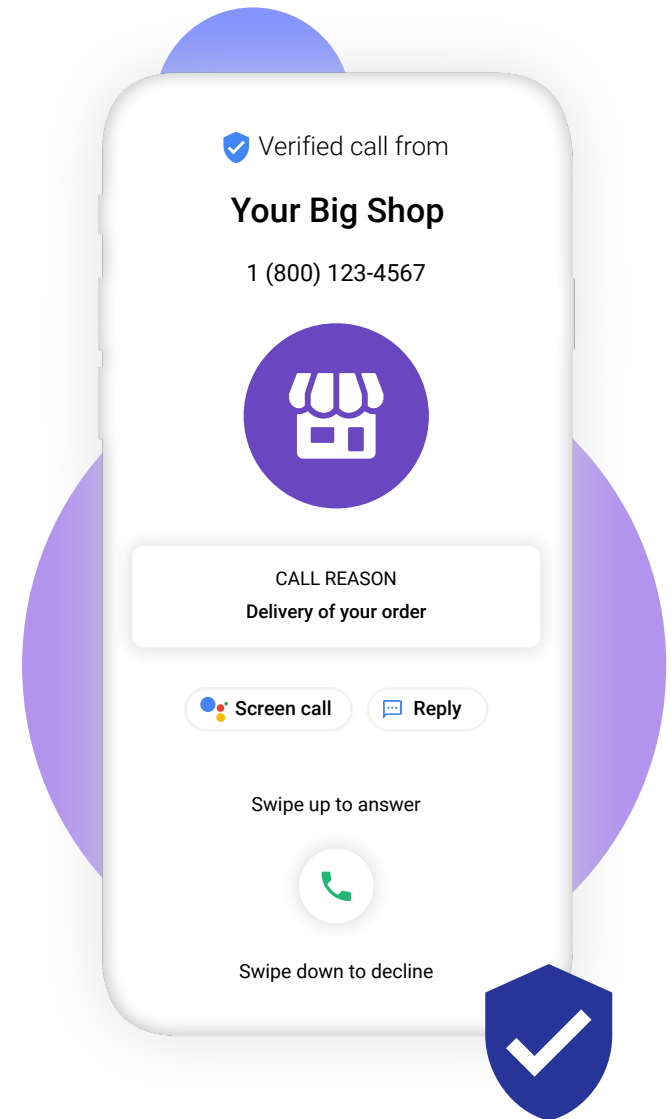 Verified call from
Your Big Shop
1 (800) 123-4567
CALL REASON
Delivery of your order
Screen call
Reply
Swipe up to answer
Swipe down to decline